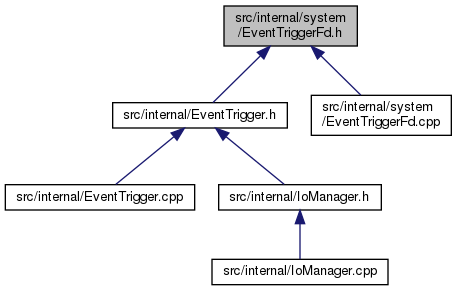 src/internal/system
/EventTriggerFd.h
src/internal/EventTrigger.h
src/internal/system
/EventTriggerFd.cpp
src/internal/EventTrigger.cpp
src/internal/IoManager.h
src/internal/IoManager.cpp